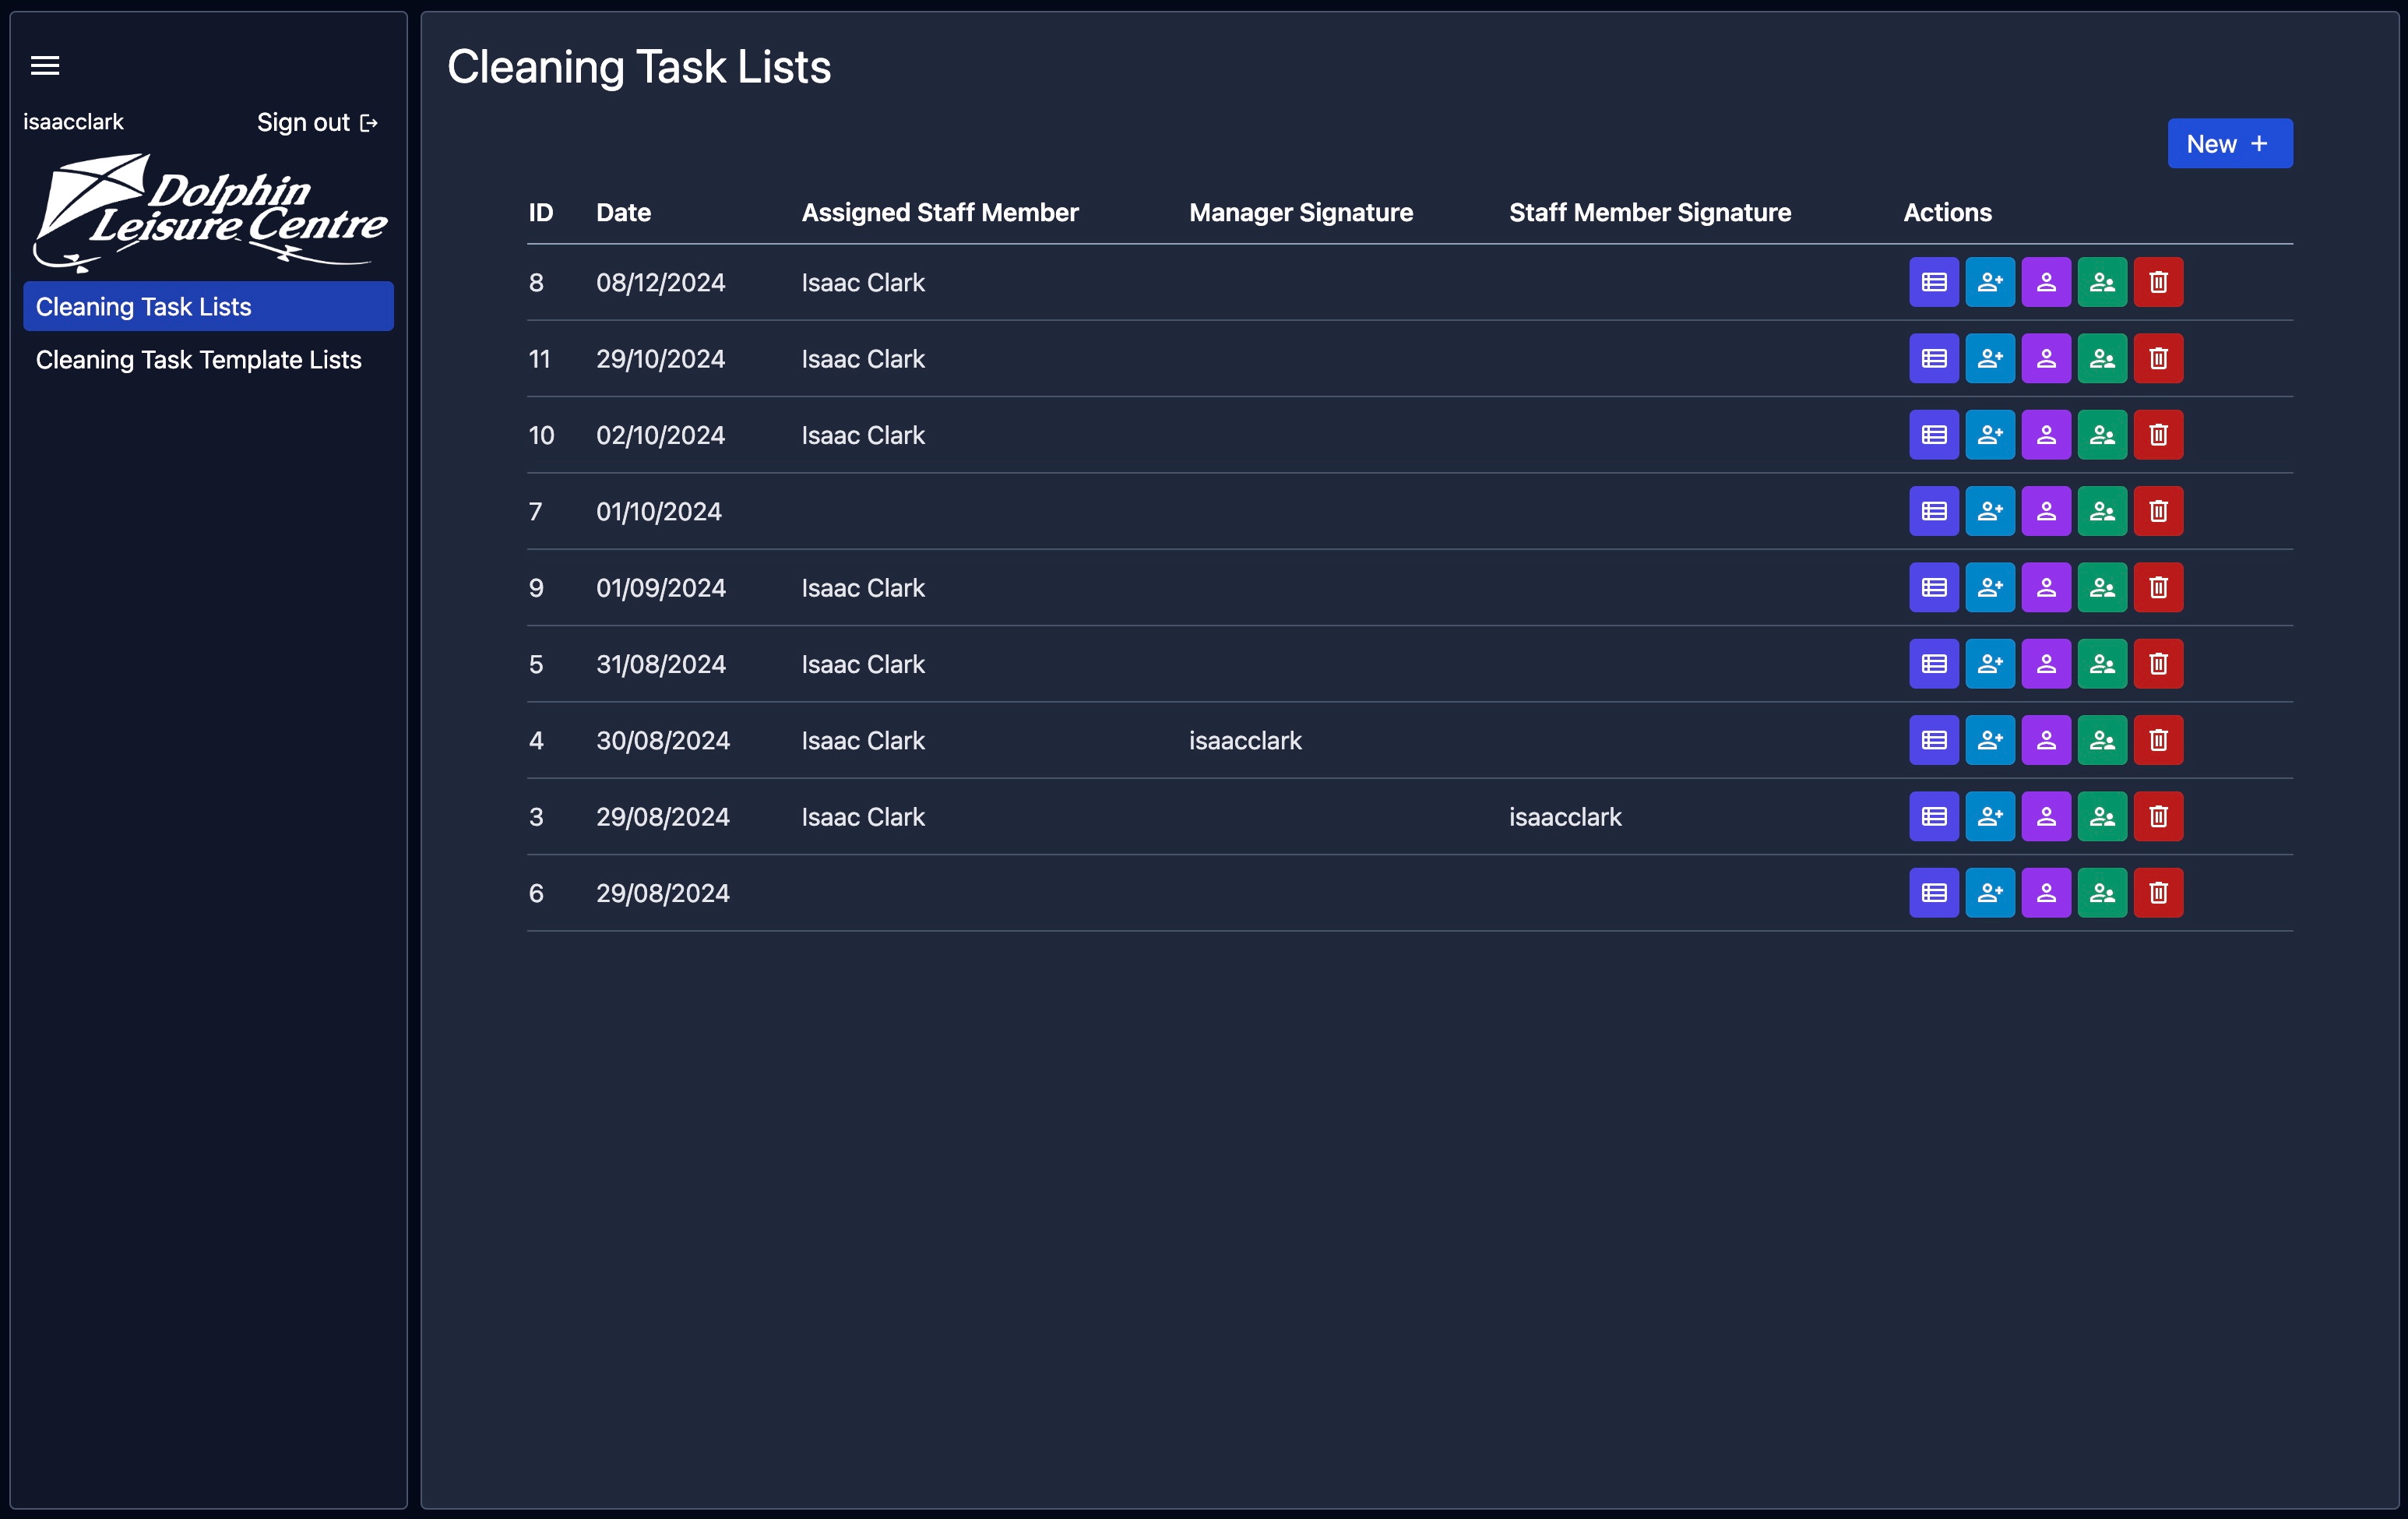 isaacclark Sign out
Dolphin
Leisure Centre
Cleaning Task Lists
Cleaning Task Template Lists
Cleaning Task Lists
New +
ID Date Assigned Staff Member Manager Signature Staff Member Signature Actions
8 08/12/2024 Isaac Clark
11 29/10/2024 Isaac Clark
10 02/10/2024 Isaac Clark
7 01/10/2024
9 01/09/2024 Isaac Clark
5 31/08/2024 Isaac Clark
4 30/08/2024 Isaac Clark isaacclark
3 29/08/2024 Isaac Clark isaacclark
6 29/08/2024